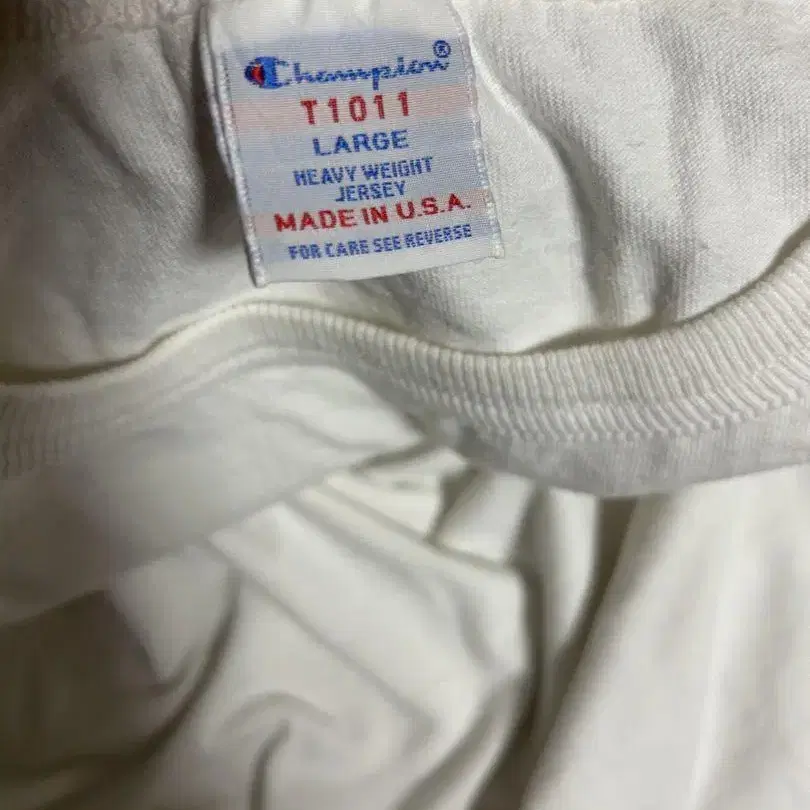 Champion®
T1011
LARGE
HEAVY WEIGHT
JERSEY
MADE IN U.S.A.
FOR CARE SEE REVERSE